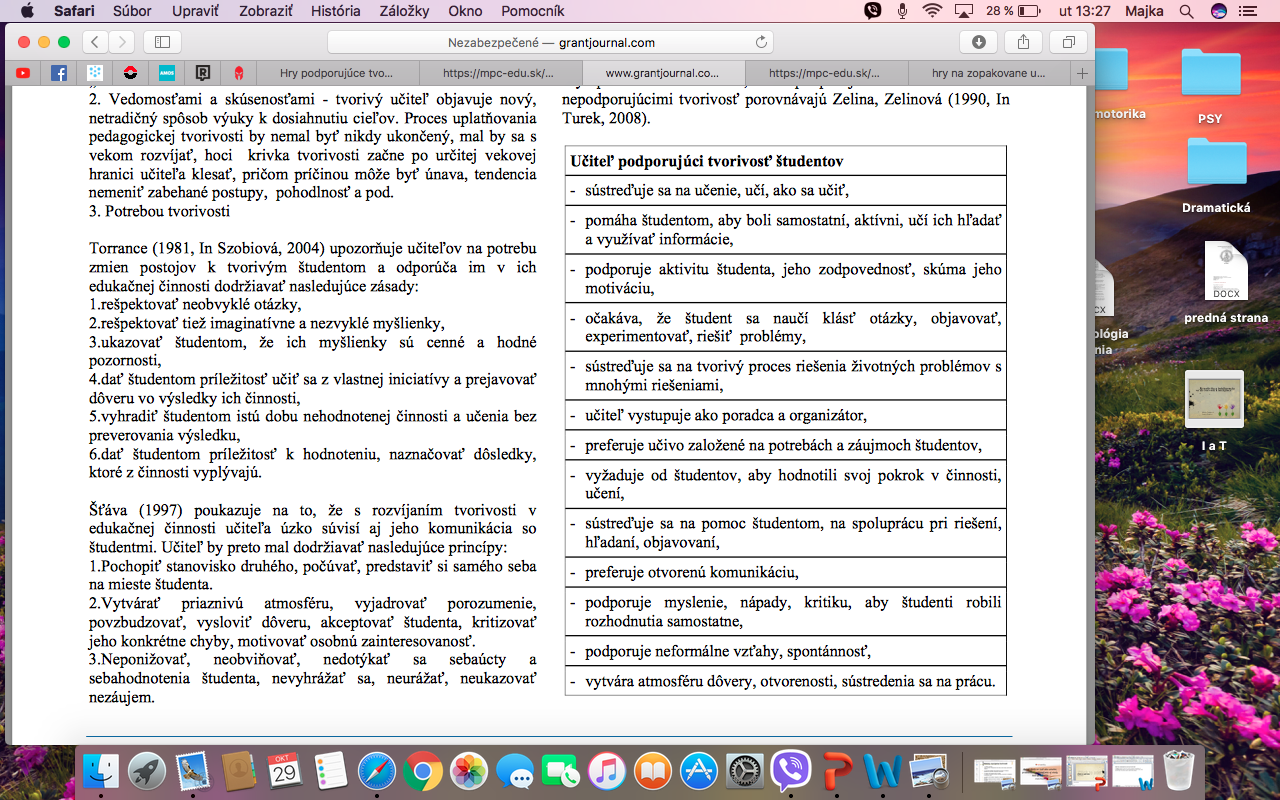 Safari Súbor Upraviť Zobraziť História Záložky Okno Pomocník 28 % ut 13:27 Majka
Nezabezpečené — grantjournal.com
AMOS R Hry podporujúce tvo... https://mpc-edu.sk/... www.grantjournal.co... https://mpc-edu.sk/... hry na zopakovane u...
2. Vedomosťami a skúsenosťami - tvorivý učiteľ objavuje nový,
netradičný spôsob výuky k dosiahnutiu cieľov. Proces uplatňovania
pedagogickej tvorivosti by nemal byť nikdy ukončený, mal by sa s
vekom rozvíjať, hoci krivka tvorivosti začne po určitej vekovej
hranici učiteľa klesať, pričom príčinou môže byť únava, tendencia
nemeniť zabehané postupy, pohodlnosť a pod.
3. Potrebou tvorivosti
Torrance (1981, In Szobiová, 2004) upozorňuje učiteľov na potrebu
zmien postojov k tvorivým študentom a odporúča im v ich
edukačnej činnosti dodržiavať nasledujúce zásady:
1.rešpektovať neobvyklé otázky,
2.rešpektovať tiež imaginatívne a nezvyklé myšlienky,
3.ukazovať študentom, že ich myšlienky sú cenné a hodné
pozornosti,
4.dať študentom príležitosť učiť sa z vlastnej iniciatívy a prejavovať
dôveru vo výsledky ich činnosti,
5.vyhradiť študentom istú dobu nehodnotenej činnosti a učenia bez
preverovania výsledku,
6.dať študentom príležitosť k hodnoteniu, naznačovať dôsledky,
ktoré z činnosti vyplývajú.
Šťáva (1997) poukazuje na to, že s rozvíjaním tvorivosti v
edukačnej činnosti učiteľa úzko súvisí aj jeho komunikácia so
študentmi. Učiteľ by preto mal dodržiavať nasledujúce princípy:
1.Pochopiť stanovisko druhého, počúvať, predstaviť si samého seba
na mieste študenta.
2.Vytvárať priaznivú atmosféru, vyjadrovať porozumenie,
povzbudzovať, vysloviť dôveru, akceptovať študenta, kritizovať
jeho konkrétne chyby, motivovať osobnú zainteresovanosť.
3.Neponižovať, neobviňovať, nedotýkať sa sebaúcty a
sebahodnotenia študenta, nevyhrážať sa, neurážať, neukazovať
nezáujem.
nepodporujúcimi tvorivosť porovnávajú Zelina, Zelinová (1990, In
Turek, 2008).
Učiteľ podporujúci tvorivosť študentov
- sústreďuje sa na učenie, učí, ako sa učiť,
- pomáha študentom, aby boli samostatní, aktívni, učí ich hľadať
a využívať informácie,
- podporuje aktivitu študenta, jeho zodpovednosť, skúma jeho
motiváciu,
- očakáva, že študent sa naučí klásť otázky, objavovať,
experimentovať, riešiť problémy,
- sústreďuje sa na tvorivý proces riešenia životných problémov s
mnohými riešeniami,
- učiteľ vystupuje ako poradca a organizátor,
- preferuje učivo založené na potrebách a záujmoch študentov,
- vyžaduje od študentov, aby hodnotili svoj pokrok v činnosti,
učení,
- sústreďuje sa na pomoc študentom, na spoluprácu pri riešení,
hľadaní, objavovaní,
- preferuje otvorenú komunikáciu,
- podporuje myslenie, nápady, kritiku, aby študenti robili
rozhodnutia samostatne,
- podporuje neformálne vzťahy, spontánnosť,
- vytvára atmosféru dôvery, otvorenosti, sústredenia sa na prácu.
motorika
PSY
Dramatická
DOCX
predná strana
ológia
nia
I a T
OKT
29